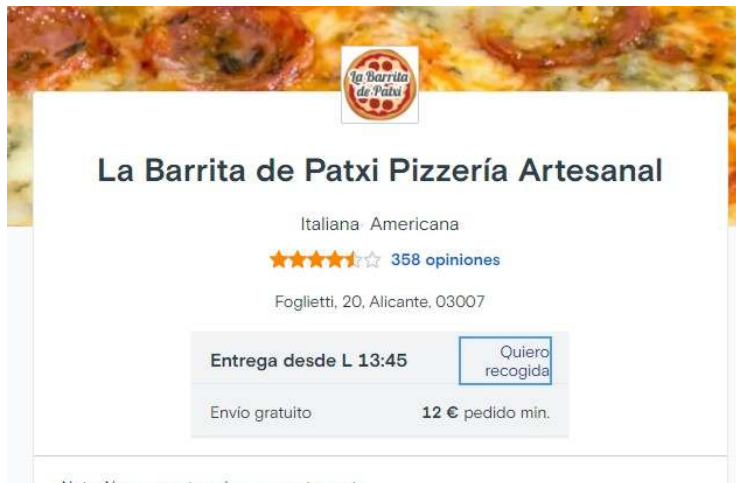 La Barrita
de Patxi
La Barrita de Patxi Pizzería Artesanal
Italiana Americana
358 opiniones
Foglietti, 20, Alicante, 03007
Entrega desde L 13:45
Quiero
recogida
Envío gratuito
12 € pedido min.